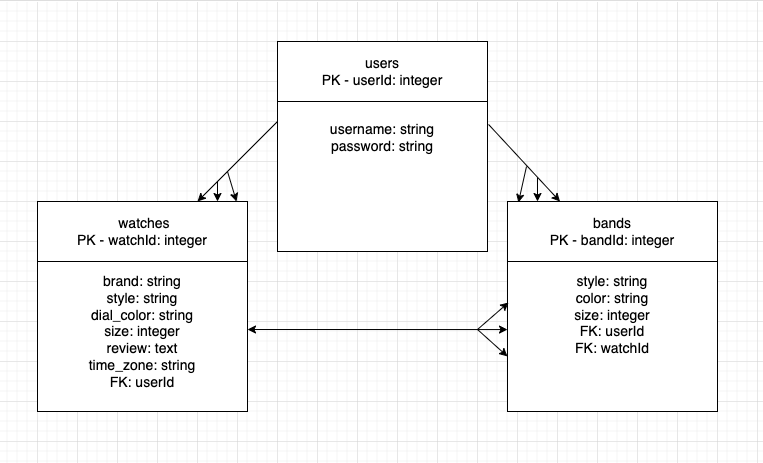 users
PK - userId: integer
username: string
password: string
watches
PK - watchId: integer
brand: string
style: string
dial_color: string
size: integer
review: text
time_zone: string
FK: userId
bands
PK - bandId: integer
style: string
color: string
size: integer
FK: userId
FK: watchId